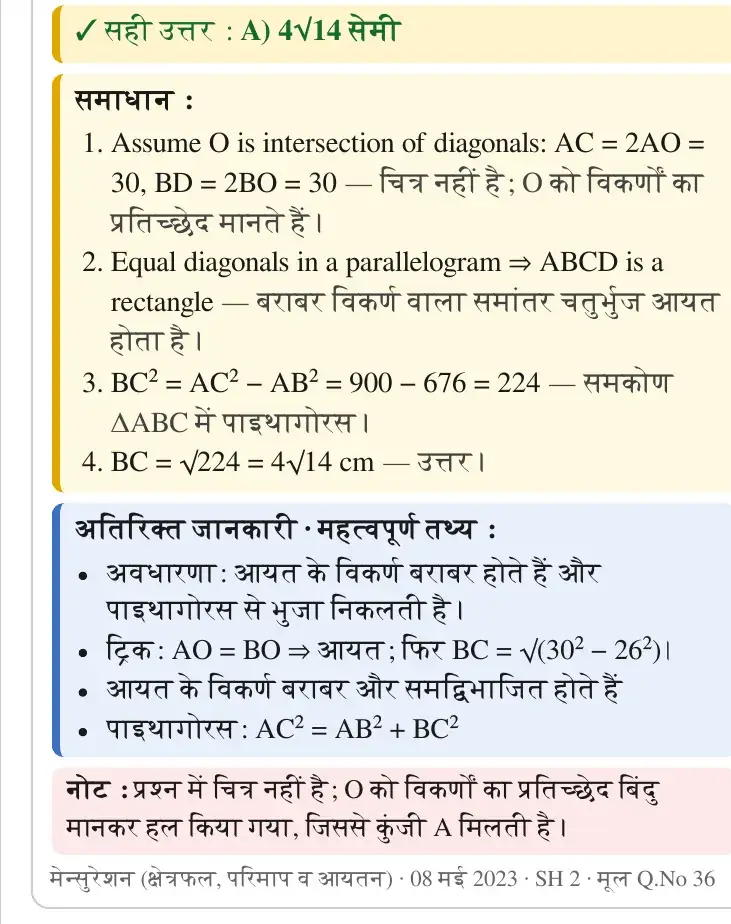 ✓ सही उत्तर : A) 4√14 सेमी
समाधान :
1. Assume O is intersection of diagonals: AC = 2AO =
30, BD = 2BO = 30 — चित्र नहीं है; O को विकर्णों का
प्रतिच्छेद मानते हैं।
2. Equal diagonals in a parallelogram ⇒ ABCD is a
rectangle — बराबर विकर्ण वाला समांतर चतुर्भुज आयत
होता है।
3. BC² = AC² − AB² = 900 − 676 = 224 — समकोण
ΔABC में पाइथागोरस।
4. BC = √224 = 4√14 cm — उत्तर।
अतिरिक्त जानकारी · महत्वपूर्ण तथ्य :
• अवधारणा: आयत के विकर्ण बराबर होते हैं और
पाइथागोरस से भुजा निकलती है।
• ट्रिक: AO = BO ⇒ आयत; फिर BC = √(30² − 26²)।
• आयत के विकर्ण बराबर और समद्विभाजित होते हैं
• पाइथागोरस: AC² = AB² + BC²
नोट : प्रश्न में चित्र नहीं है; O को विकर्णों का प्रतिच्छेद बिंदु
मानकर हल किया गया, जिससे कुंजी A मिलती है।
मेन्सुरेशन (क्षेत्रफल, परिमाप व आयतन) · 08 मई 2023 · SH 2 · मूल Q.No 36